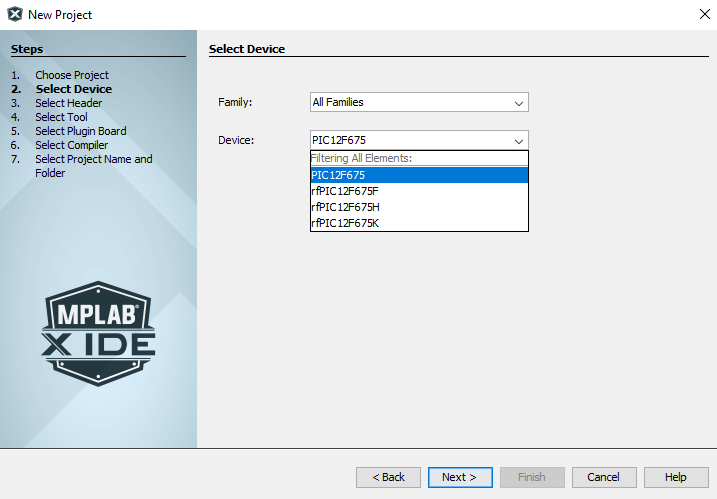 New Project
Steps
1. Choose Project
2. Select Device
3. Select Header
4. Select Tool
5. Select Plugin Board
6. Select Compiler
7. Select Project Name and
Folder
MPLAB®
X IDE
Select Device
Family: All Families
Device: PIC12F675
Filtering All Elements:
PIC12F675
rfPIC12F675F
rfPIC12F675H
rfPIC12F675K
< Back Next > Finish Cancel Help